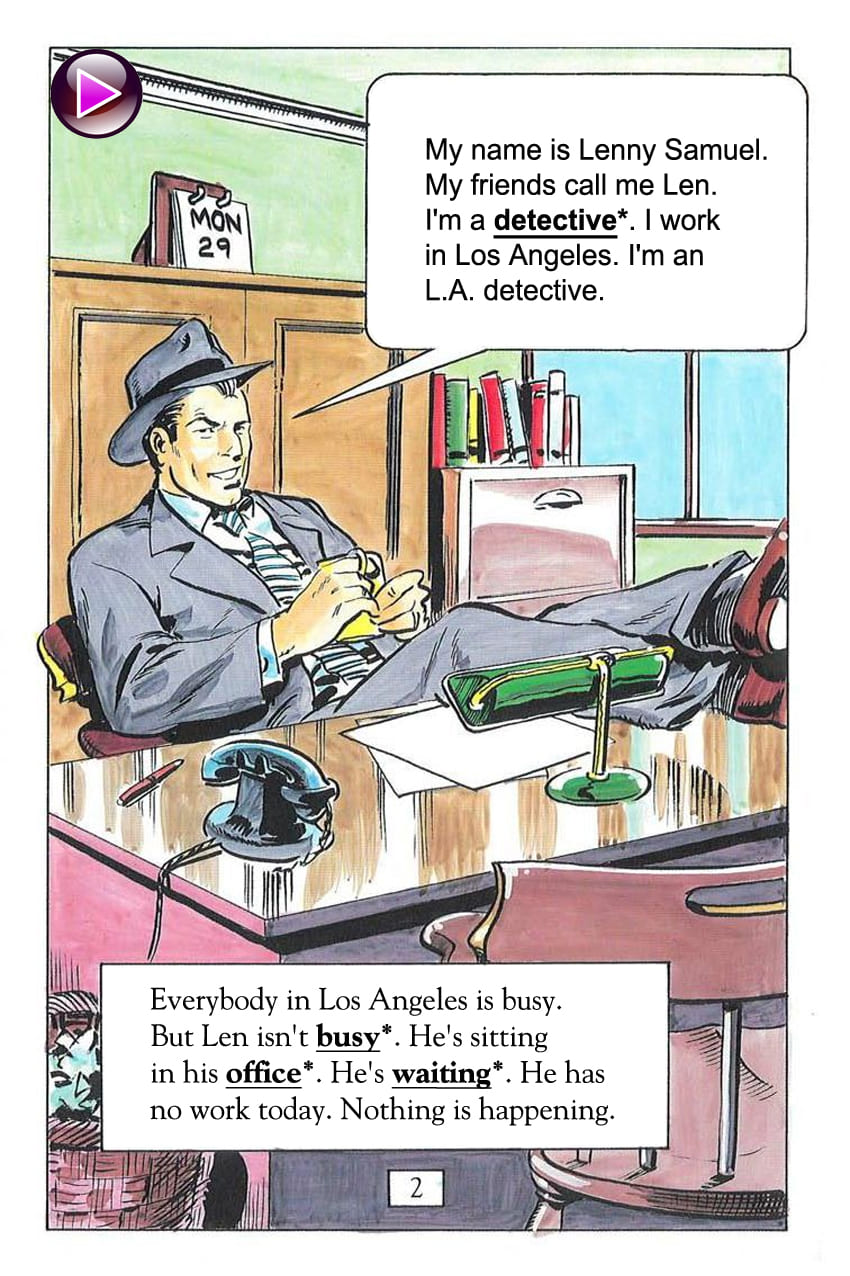 MON
29
My name is Lenny Samuel.
My friends call me Len.
I'm a detective*. I work
in Los Angeles. I'm an
L.A. detective.
Everybody in Los Angeles is busy.
But Len isn't busy*. He's sitting
in his office*. He's waiting*. He has
no work today. Nothing is happening.
2